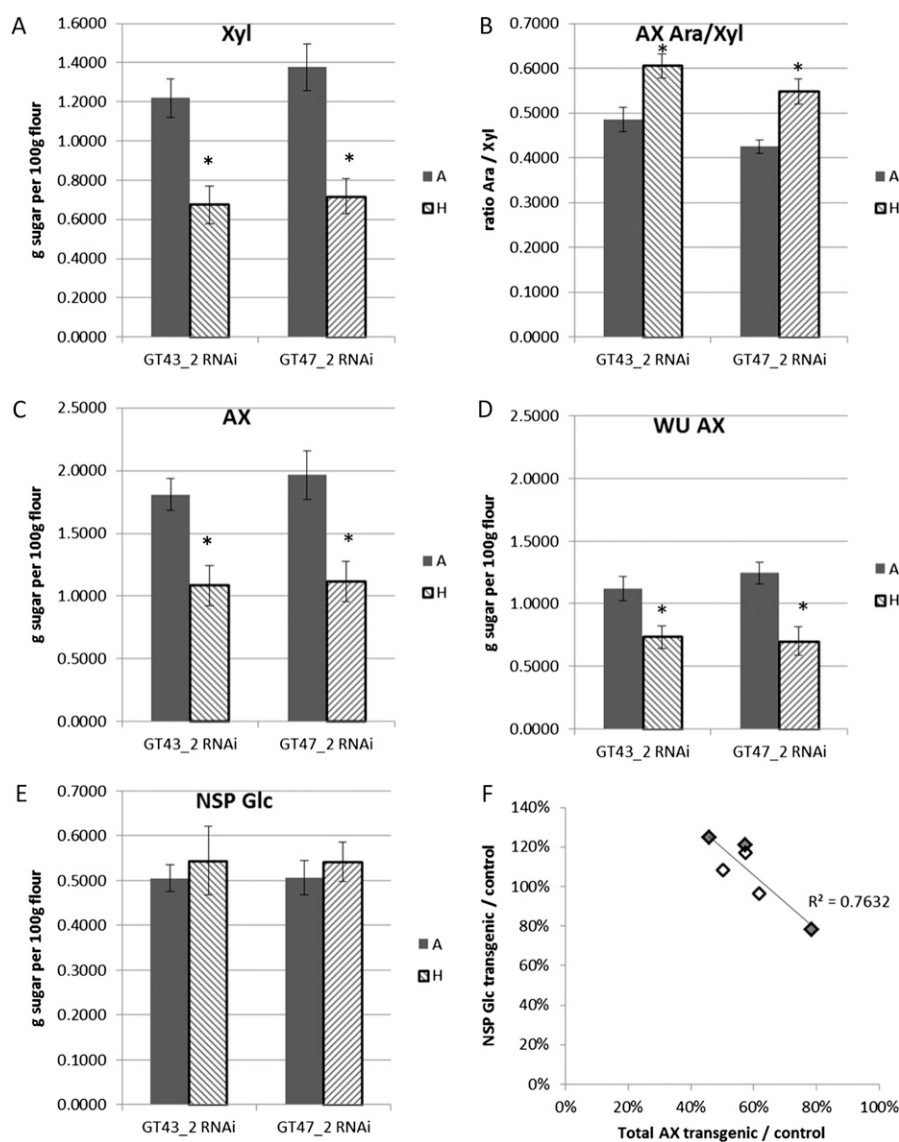 A
Xyl
g sugar per 100g flour
1.6000
1.4000
1.2000
1.0000
0.8000
0.6000
0.4000
0.2000
0.0000
*
*
GT43_2 RNAi
GT47_2 RNAi
A
H
B
AX Ara/Xyl
ratio Ara / Xyl
0.7000
0.6000
0.5000
0.4000
0.3000
0.2000
0.1000
0.0000
*
*
GT43_2 RNAi
GT47_2 RNAi
A
H
C
AX
g sugar per 100g flour
2.5000
2.0000
1.5000
1.0000
0.5000
0.0000
*
*
GT43_2 RNAi
GT47_2 RNAi
A
H
D
WU AX
g sugar per 100g flour
2.5000
2.0000
1.5000
1.0000
0.5000
0.0000
*
*
GT43_2 RNAi
GT47_2 RNAi
A
H
E
NSP Glc
g sugar per 100g flour
0.7000
0.6000
0.5000
0.4000
0.3000
0.2000
0.1000
0.0000
GT43_2 RNAi
GT47_2 RNAi
A
H
F
NSP Glc transgenic / control
140%
120%
100%
80%
60%
40%
20%
0%
R² = 0.7632
0%
20%
40%
60%
80%
100%
Total AX transgenic / control